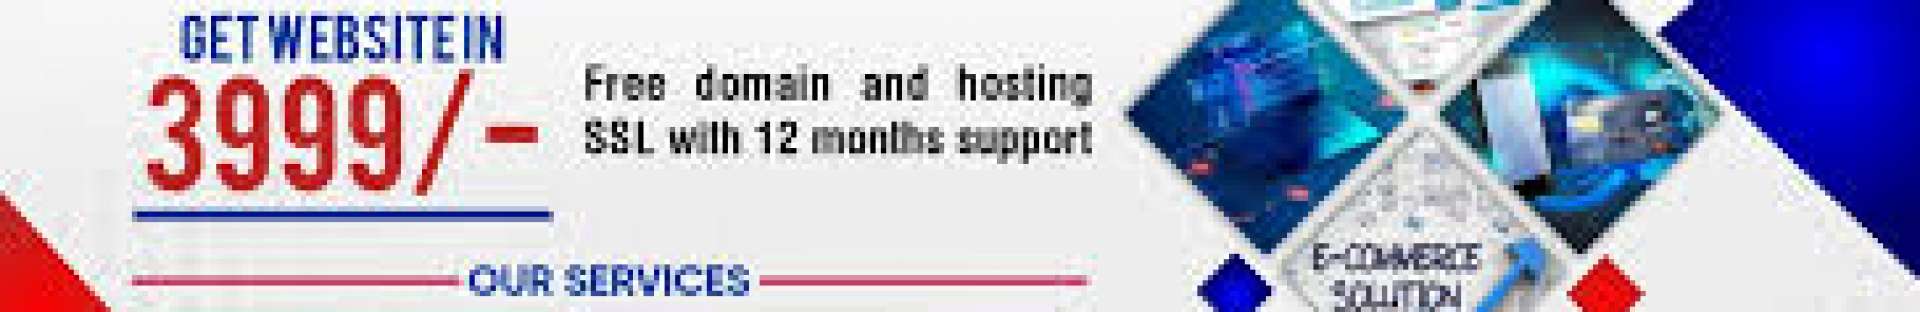 GET WEBSITE IN
3999/-
Free domain and hosting
SSL with 12 months support
OUR SERVICES
E-COMMERCE
SOLUTION